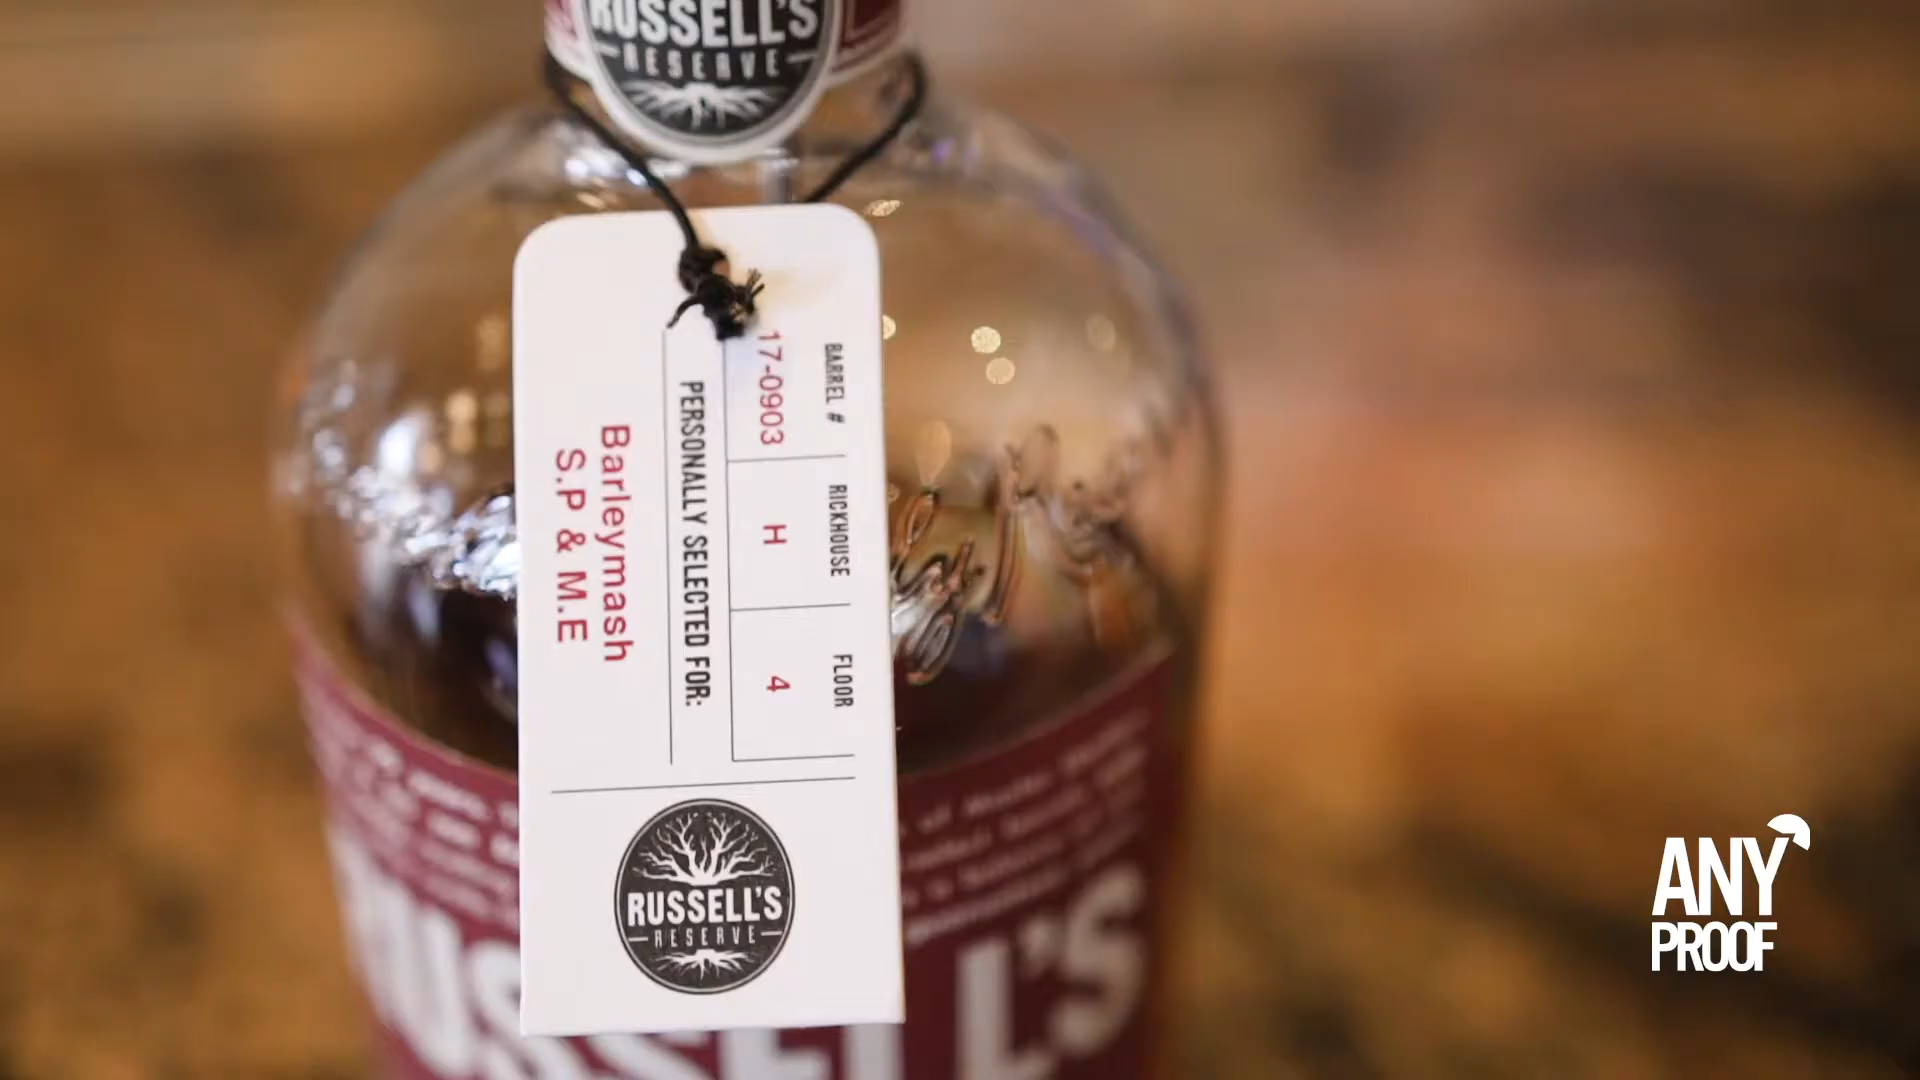 RUSSELL'S
RESERVE
BARREL #
RICKHOUSE
FLOOR
17-0903
H
4
PERSONALLY SELECTED FOR:
Barleymash
S.P & M.E
RUSSELL'S
RESERVE
RUSSELL'S
ANY
PROOF